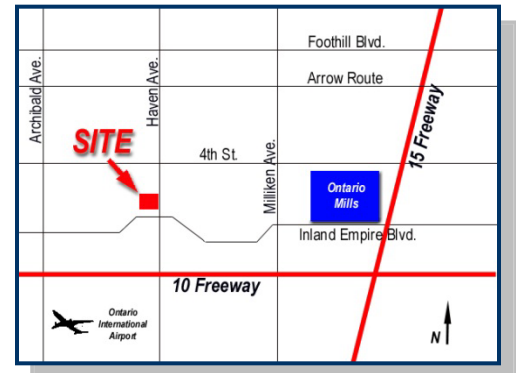 Foothill Blvd.
Arrow Route
Archibald Ave.
Haven Ave.
15 Freeway
SITE
4th St.
Milliken Ave.
Ontario
Mills
Inland Empire Blvd.
10 Freeway
Ontario
International
Airport
N